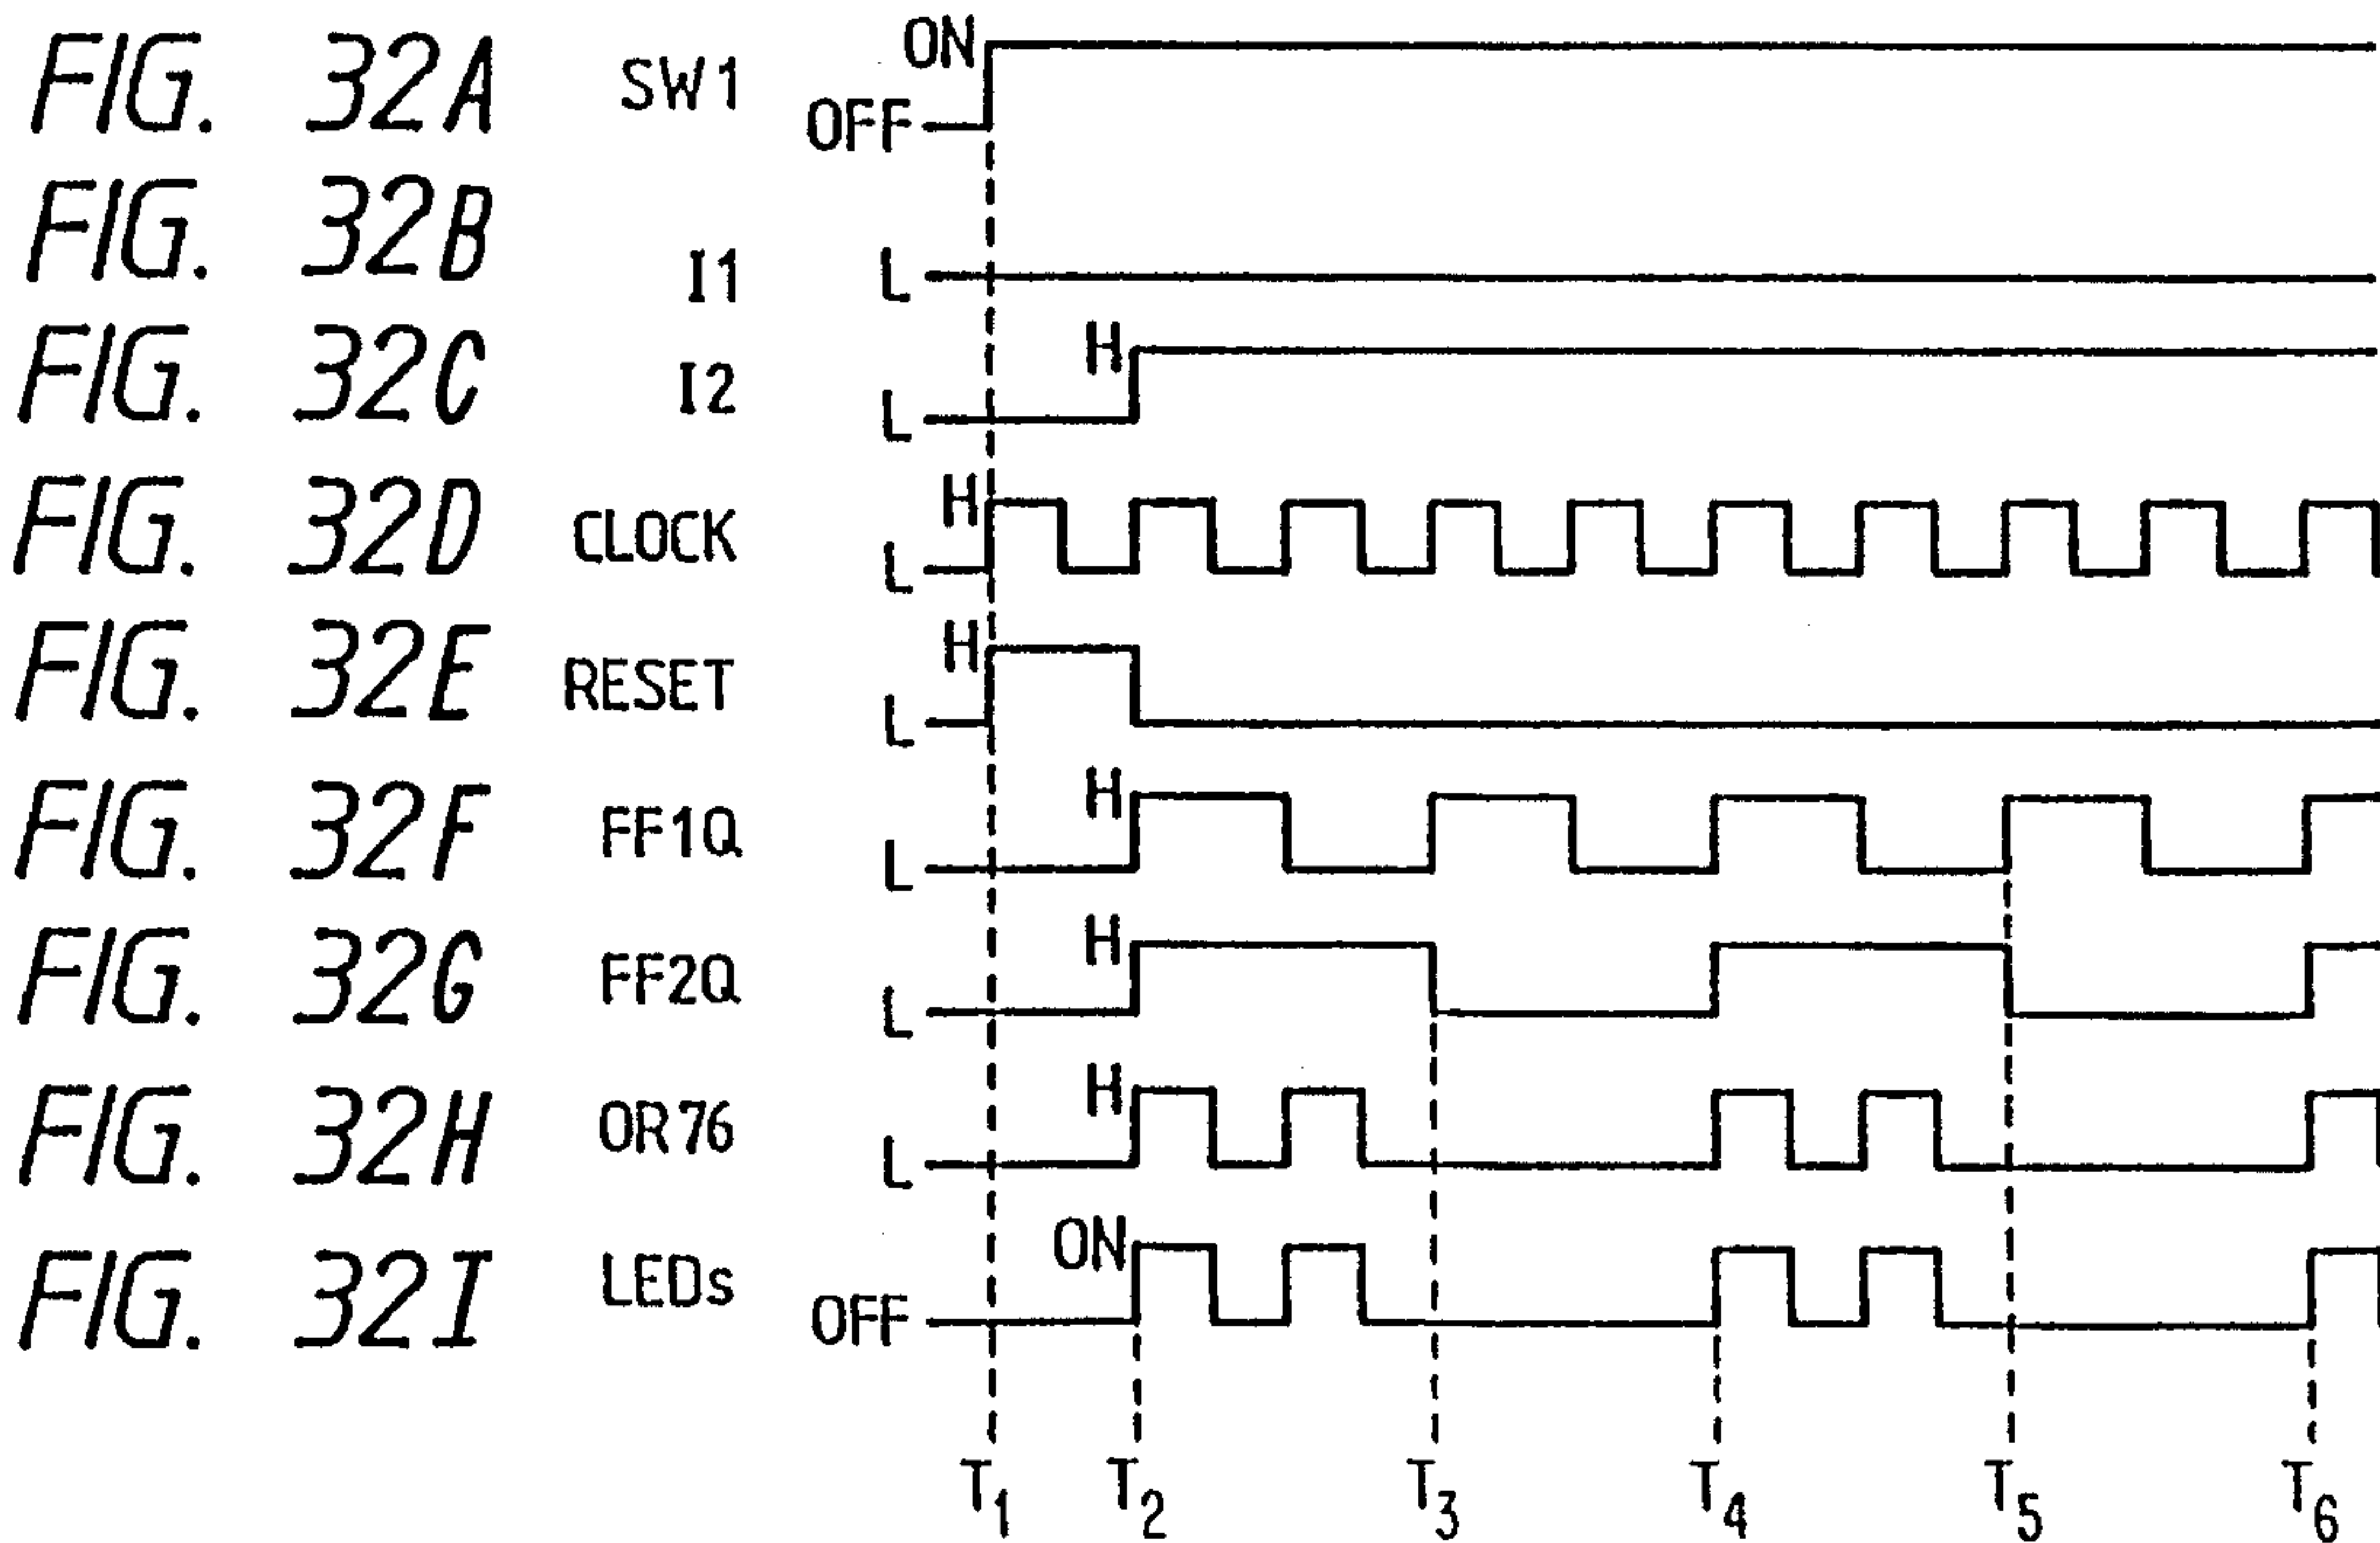 FIG. 32A SW1 ON
OFF
FIG. 32B I1 L
FIG. 32C I2 H
L
FIG. 32D CLOCK H
L
FIG. 32E RESET H
L
FIG. 32F FF1Q H
L
FIG. 32G FF2Q H
L
FIG. 32H OR76 H
L
FIG. 32I LEDs ON
OFF
T1 T2 T3 T4 T5 T6